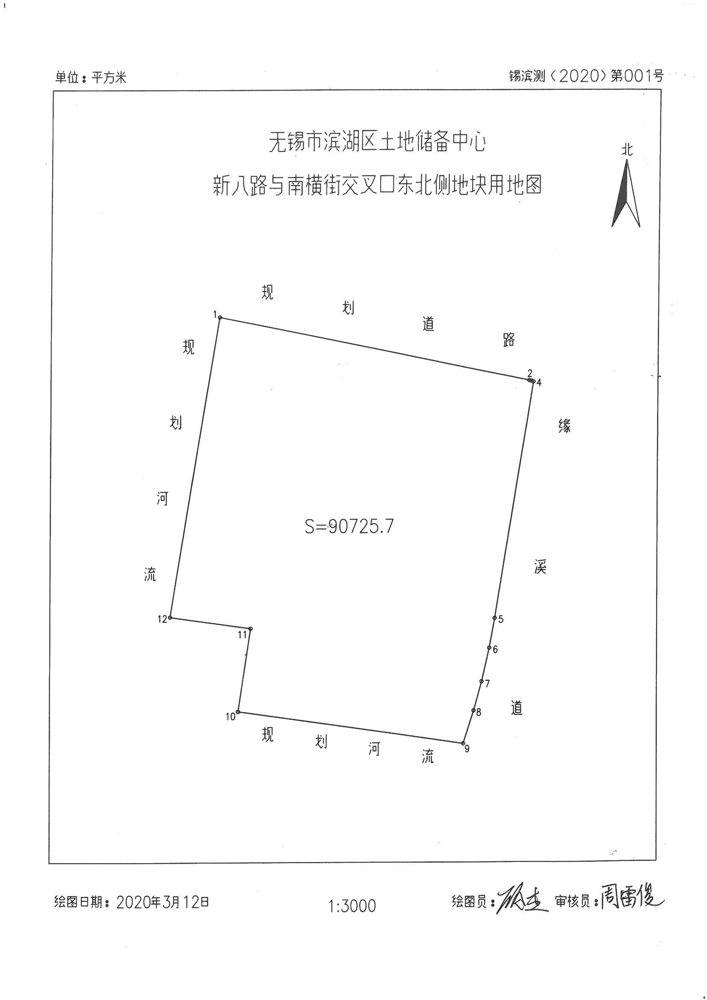 单位：平方米
锡滨测〈2020〉第001号
无锡市滨湖区土地储备中心
新八路与南横街交叉口东北侧地块用地图
北
规划道路
1
2
4
规划河流
缘溪道
S=90725.7
12
11
5
6
7
8
10
9
规划河流
绘图日期：2020年3月12日
1:3000
绘图员：
审核员：周雷俊